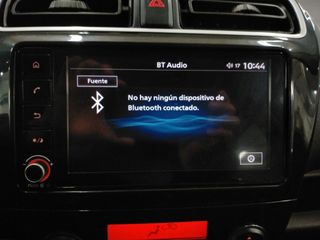 BT Audio
17
10:44
Fuente
No hay ningún dispositivo de
Bluetooth conectado.